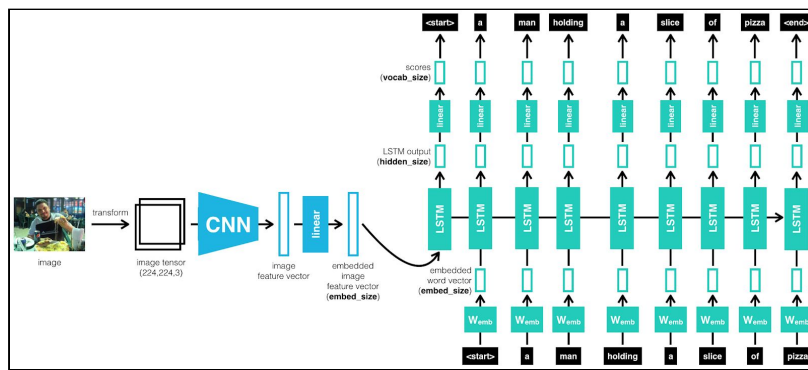 <start> a man holding a slice of pizza <end>
scores
(vocab_size)
linear linear linear linear linear linear linear linear linear
LSTM output
(hidden_size)
LSTM LSTM LSTM LSTM LSTM LSTM LSTM LSTM LSTM
transform
CNN
linear
image
image tensor
(224,224,3)
image
feature vector
embedded
image
feature vector
(embed_size)
embedded
word vector
(embed_size)
Wemb Wemb Wemb Wemb Wemb Wemb Wemb Wemb
<start> a man holding a slice of pizza